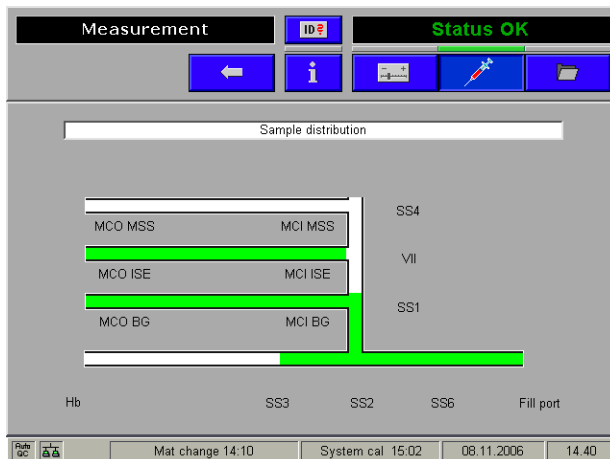 Measurement
ID?
Status OK
i
- +
Sample distribution
SS4
MCO MSS MCI MSS
VII
MCO ISE MCI ISE
SS1
MCO BG MCI BG
Hb SS3 SS2 SS6 Fill port
Auto QC Mat change 14:10 System cal 15:02 08.11.2006 14.40